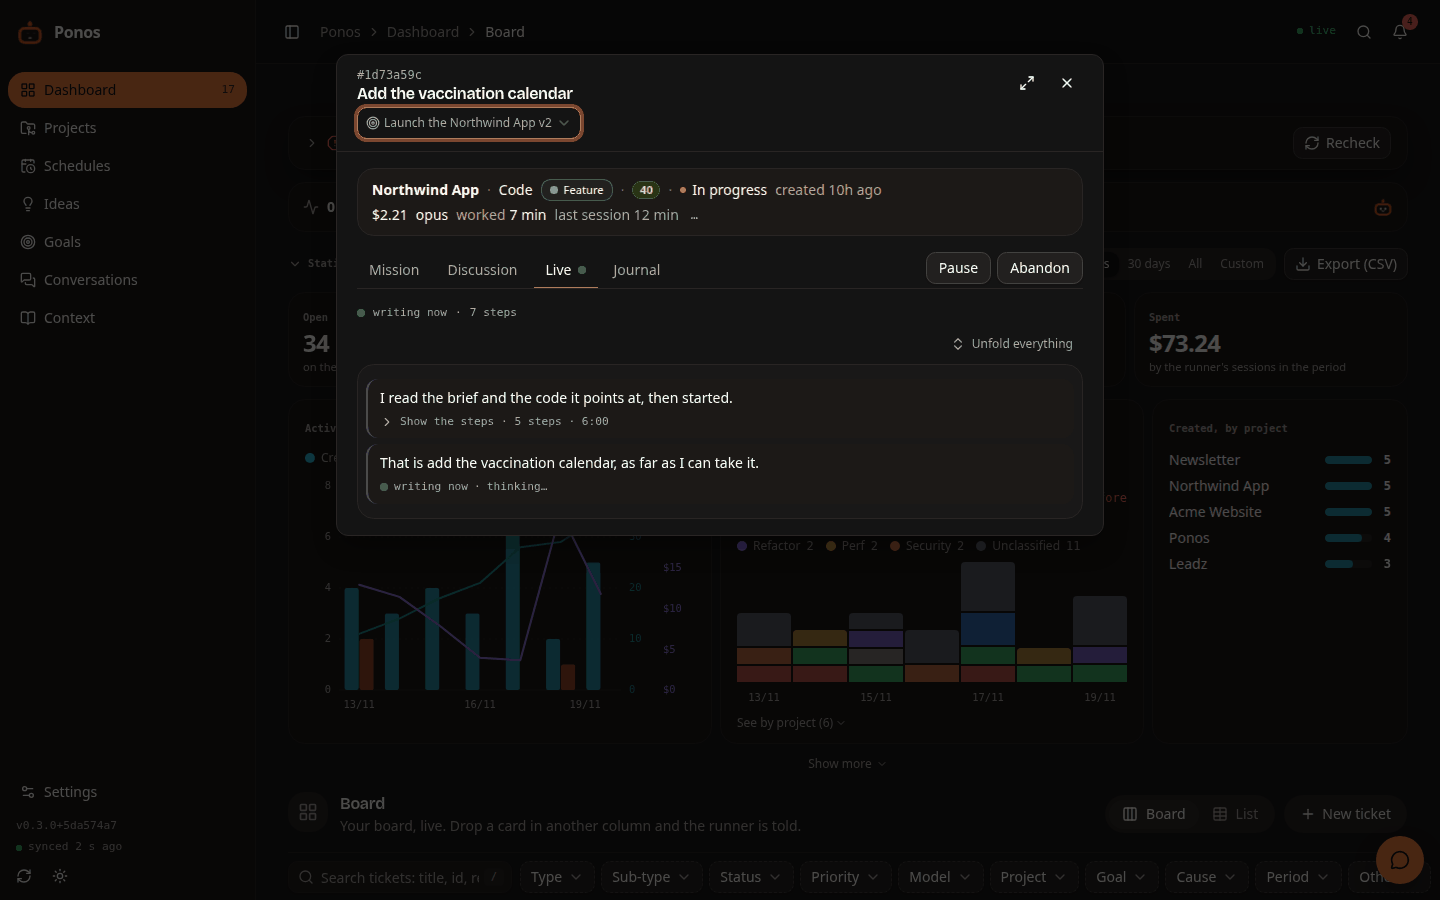 Ponos
Dashboard 17
Projects
Schedules
Ideas
Goals
Conversations
Context
Settings
v0.3.0+5da574a7
synced 2 s ago
Ponos > Dashboard > Board
live
4
#1d73a59c
Add the vaccination calendar
Launch the Northwind App v2
Northwind App · Code Feature · 40 · In progress created 10h ago
$2.21 opus worked 7 min last session 12 min …
Mission Discussion Live Journal
Pause Abandon
writing now · 7 steps
Unfold everything
I read the brief and the code it points at, then started.
Show the steps · 5 steps · 6:00
That is add the vaccination calendar, as far as I can take it.
writing now · thinking…
Recheck
0
30 days All Custom Export (CSV)
Open
34
on the
Spent
$73.24
by the runner's sessions in the period
8
6
4
2
0
20
10
0
$15
$10
$5
$0
13/11 16/11 19/11
Refactor 2 Perf 2 Security 2 Unclassified 11
13/11 15/11 17/11 19/11
See by project (6)
Created, by project
Newsletter 5
Northwind App 5
Acme Website 5
Ponos 4
Leadz 3
Show more
Board
Your board, live. Drop a card in another column and the runner is told.
Board List New ticket
Search tickets: title, id, r /
Type Sub-type Status Priority Model Project Goal Cause Period